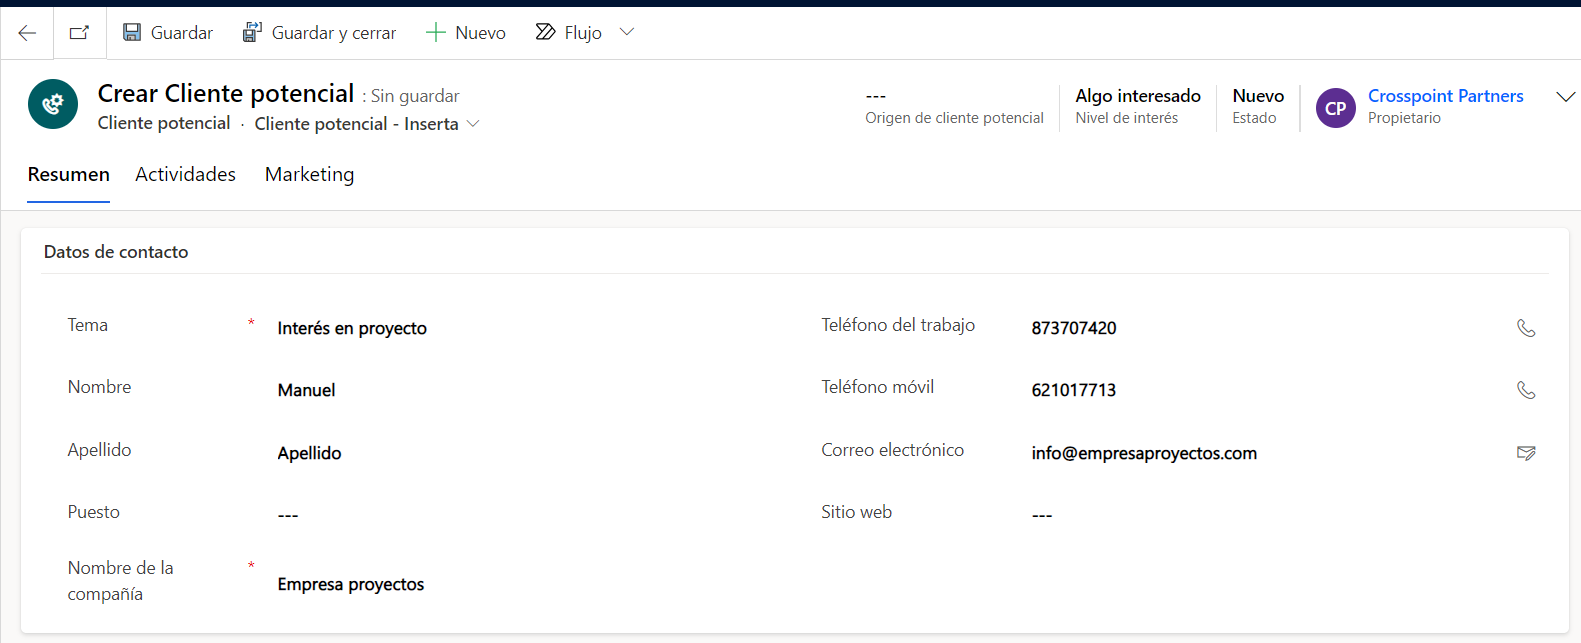 Guardar Guardar y cerrar Nuevo Flujo
Crear Cliente potencial : Sin guardar
Cliente potencial · Cliente potencial - Inserta
--- Algo interesado Nuevo CP Crosspoint Partners
Origen de cliente potencial Nivel de interés Estado Propietario
Resumen Actividades Marketing
Datos de contacto
Tema * Interés en proyecto
Teléfono del trabajo 873707420
Nombre Manuel
Teléfono móvil 621017713
Apellido Apellido
Correo electrónico info@empresaproyectos.com
Puesto ---
Sitio web ---
Nombre de la * Empresa proyectos
compañía